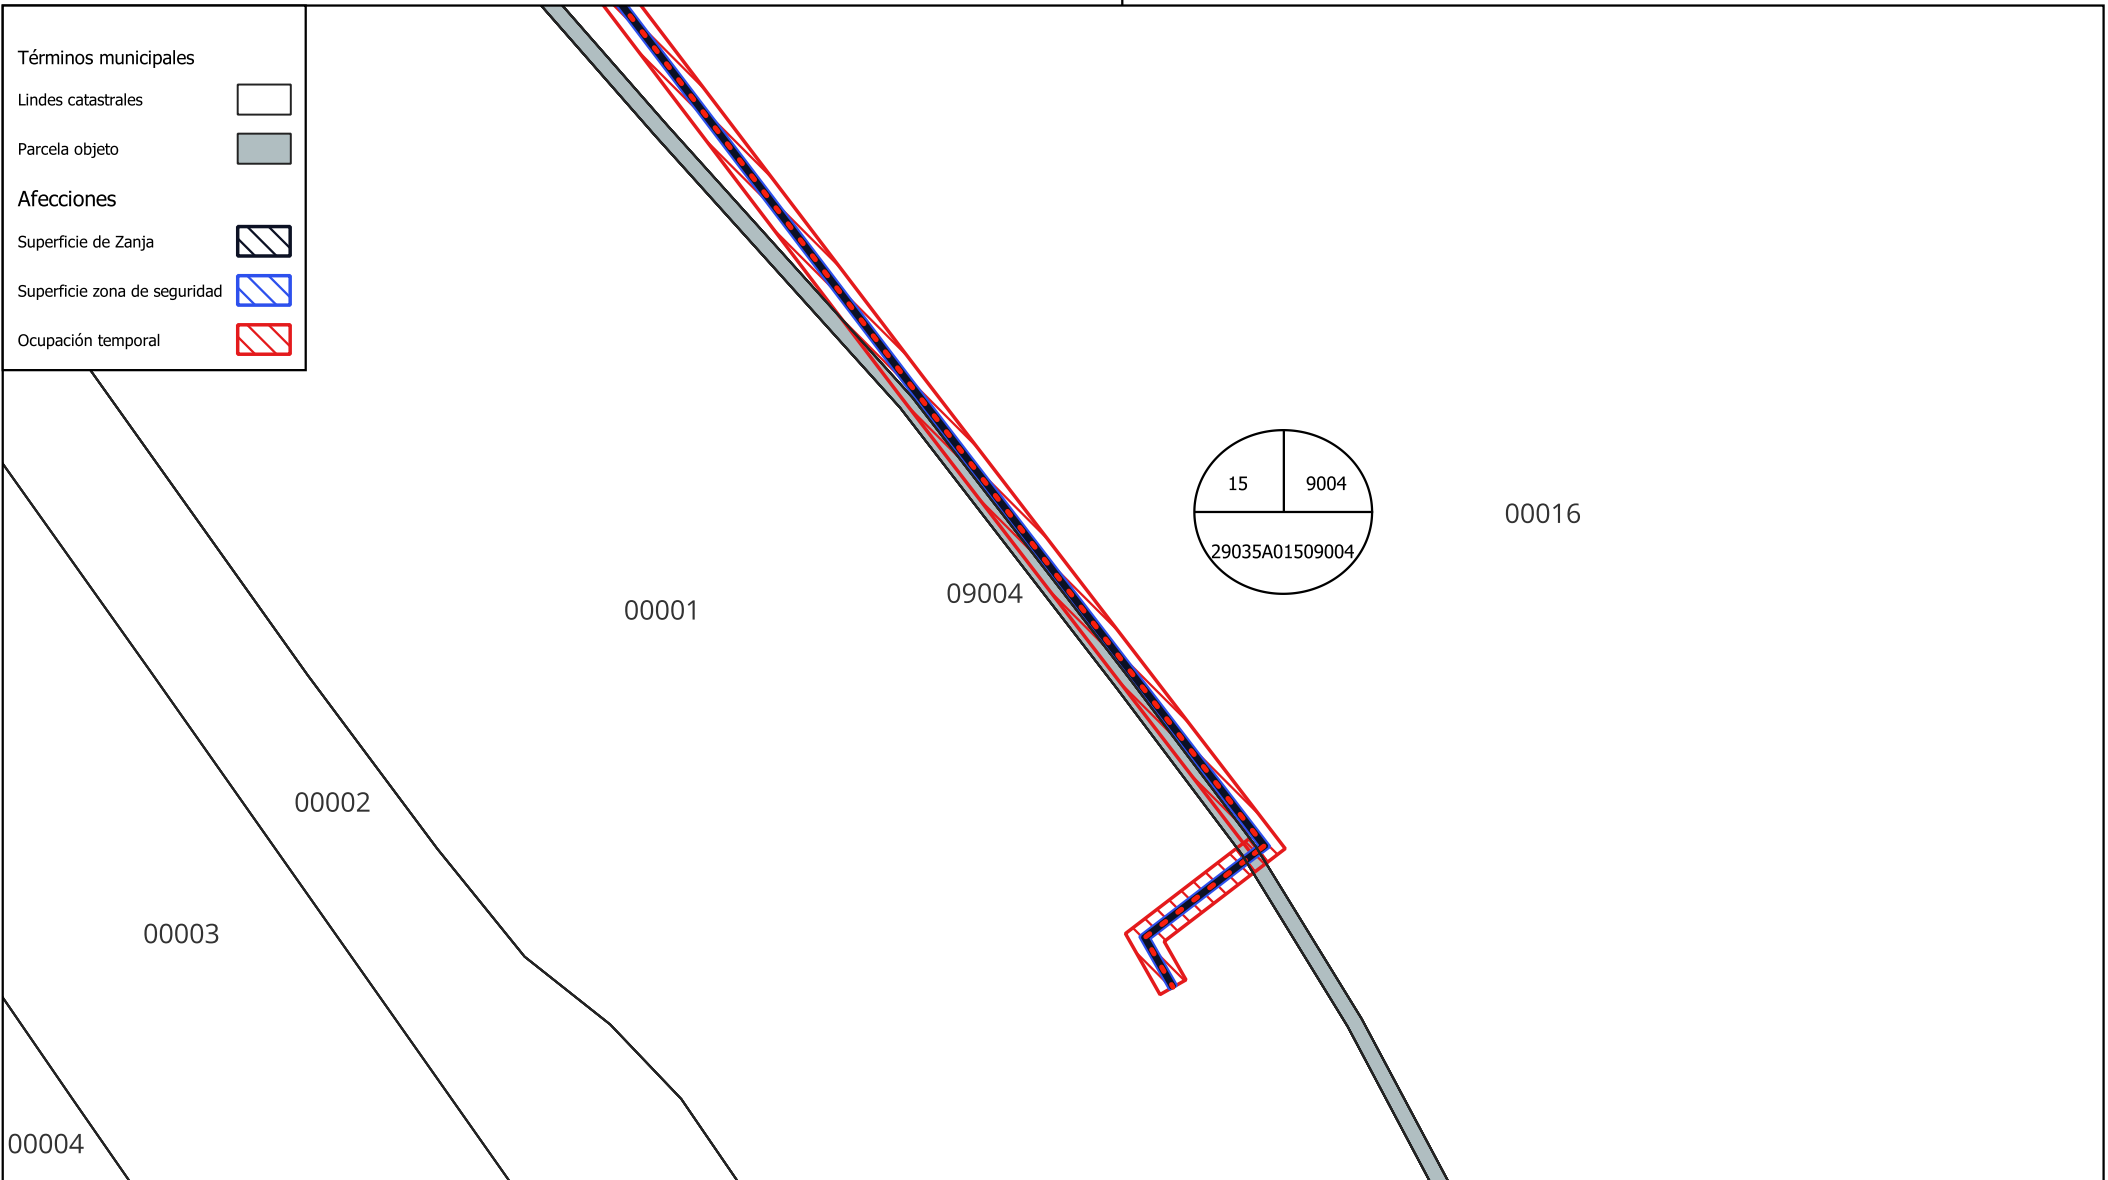 Términos municipales
Lindes catastrales
Parcela objeto
Afecciones
Superficie de Zanja
Superficie zona de seguridad
Ocupación temporal
15
9004
29035A01509004
00016
09004
00001
00002
00003
00004